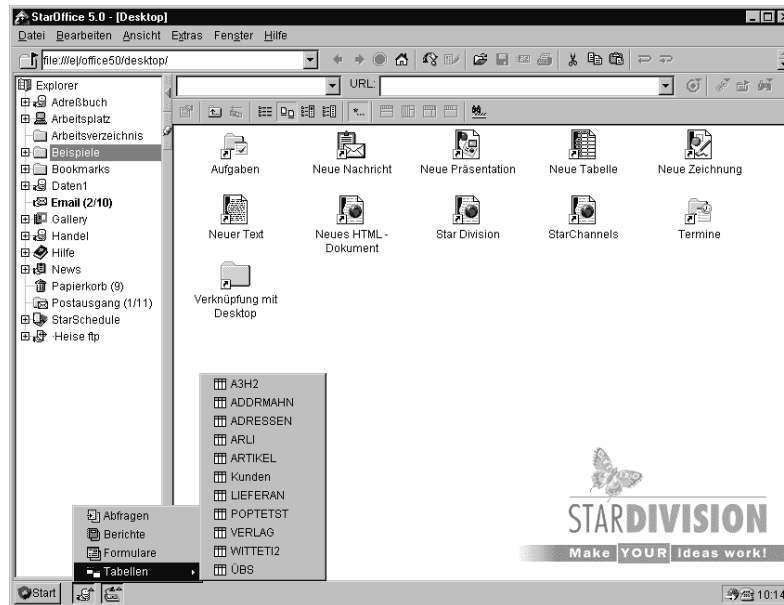 StarOffice 5.0 - [Desktop]
Datei Bearbeiten Ansicht Extras Fenster Hilfe
file:///e|/office50/desktop/
URL:
Explorer
Adreßbuch
Arbeitsplatz
Arbeitsverzeichnis
Beispiele
Bookmarks
Daten1
Email (2/10)
Gallery
Handel
Hilfe
News
Papierkorb (9)
Postausgang (1/11)
StarSchedule
·Heise ftp
Aufgaben
Neue Nachricht
Neue Präsentation
Neue Tabelle
Neue Zeichnung
Neuer Text
Neues HTML-
Dokument
Star Division
StarChannels
Termine
Verknüpfung mit
Desktop
A3H2
ADDRMAHN
ADRESSEN
ARLI
ARTIKEL
Kunden
LIEFERAN
POPTETST
VERLAG
WITTETI2
ÜBS
Abfragen
Berichte
Formulare
Tabellen
STARDIVISION
Make YOUR ideas work!
Start
10:14